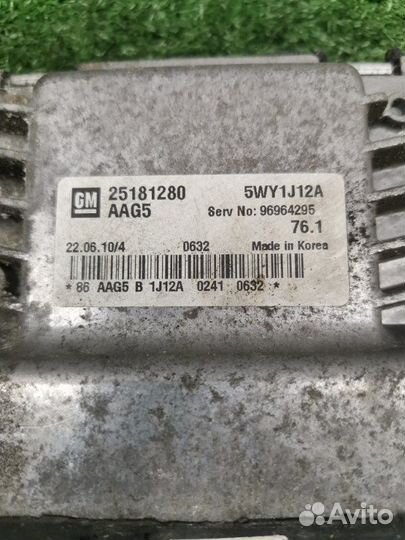 GM 25181280 5WY1J12A
AAG5 Serv No: 96964295
76.1
22.06.10/4 0632 Made in Korea
* 86 AAG5 B 1J12A 0241 0632 *
Avito